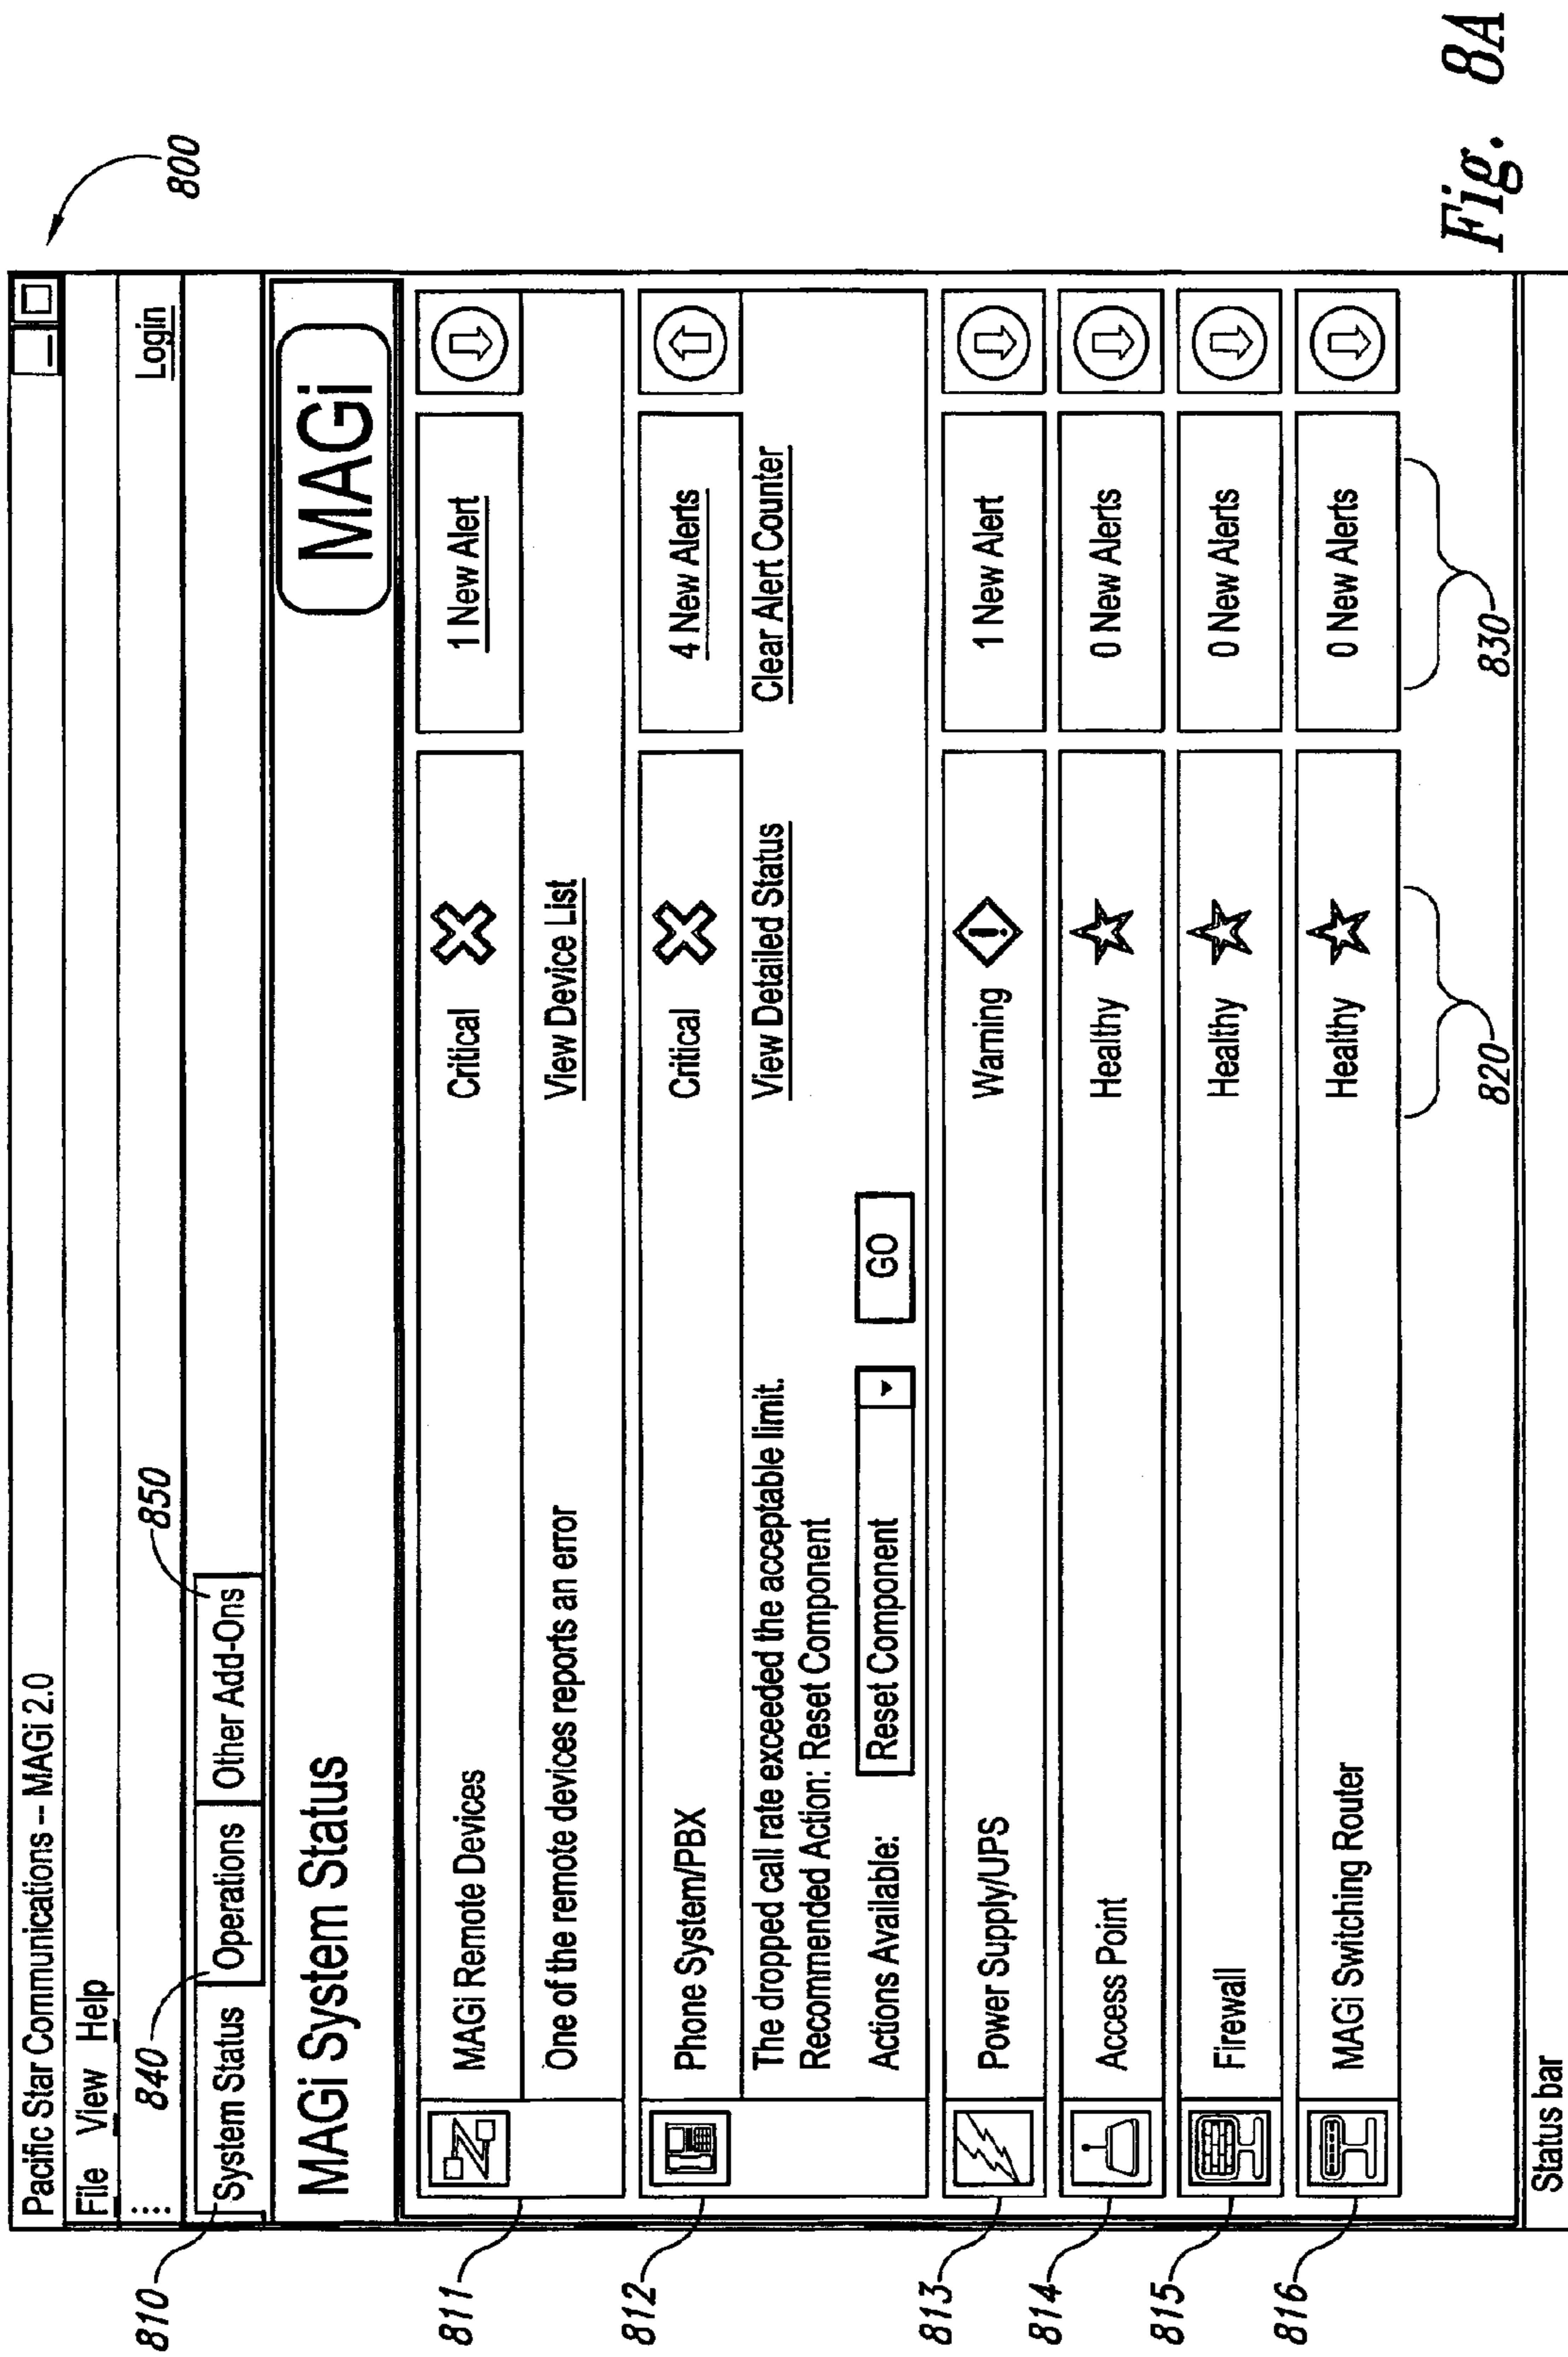 800
Pacific Star Communications -- MAGi 2.0
File View Help
840
850
Login
810
System Status Operations Other Add-Ons
MAGi System Status
MAGi
811
MAGi Remote Devices Critical 1 New Alert
One of the remote devices reports an error View Device List
812
Phone System/PBX Critical 4 New Alerts
The dropped call rate exceeded the acceptable limit. View Detailed Status Clear Alert Counter
Recommended Action: Reset Component
Actions Available: Reset Component GO
813
Power Supply/UPS Warning 1 New Alert
814
Access Point Healthy 0 New Alerts
815
Firewall Healthy 0 New Alerts
816
MAGi Switching Router Healthy 0 New Alerts
820
830
Status bar
Fig. 8A